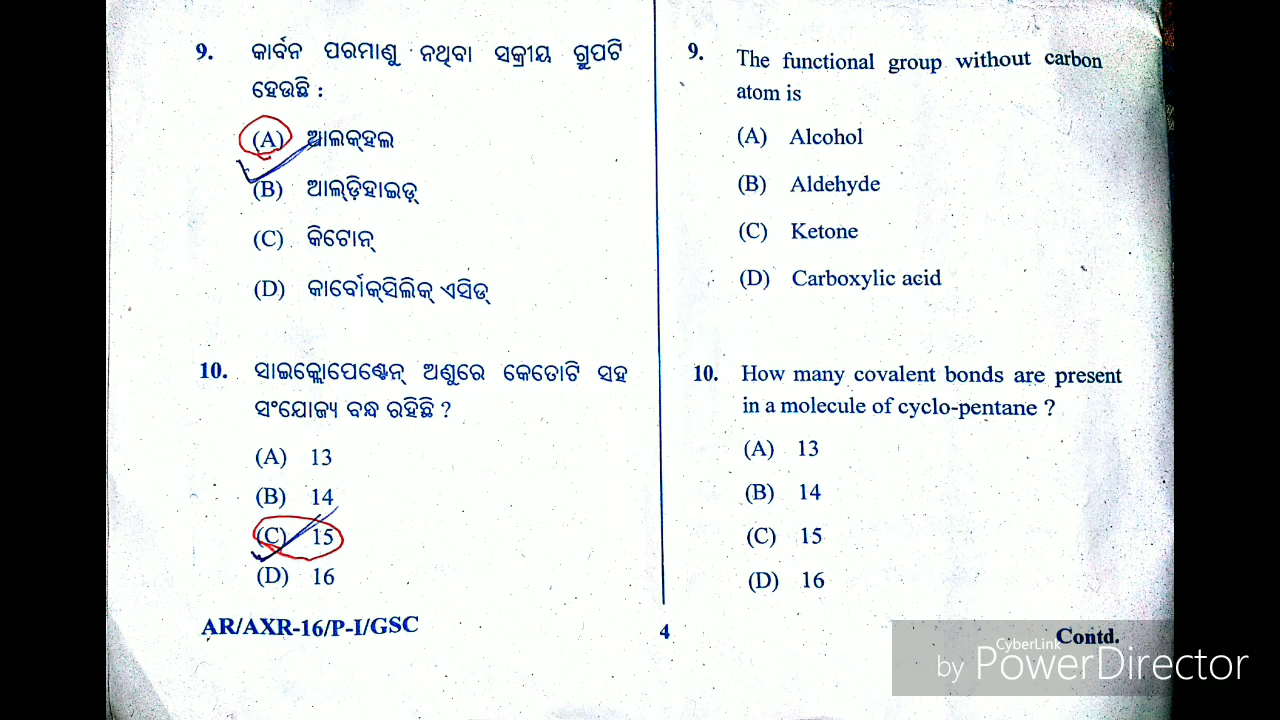 9. କାର୍ବନ ପରମାଣୁ ନଥିବା ସକ୍ରୀୟ ଗ୍ରୁପଟି
ହେଉଛି :
(A) ଆଲକ୍‌ହଲ
(B) ଆଲ୍‌ଡ଼ିହାଇଡ୍
(C) କିଟୋନ୍
(D) କାର୍ବୋକ୍‌ସିଲିକ୍ ଏସିଡ୍
10. ସାଇକ୍ଲୋପେଣ୍ଟେନ୍ ଅଣୁରେ କେତୋଟି ସହ
ସଂଯୋଜ୍ୟ ବନ୍ଧ ରହିଛି ?
(A) 13
(B) 14
(C) 15
(D) 16
AR/AXR-16/P-I/GSC
9. The functional group without carbon
atom is
(A) Alcohol
(B) Aldehyde
(C) Ketone
(D) Carboxylic acid
10. How many covalent bonds are present
in a molecule of cyclo-pentane ?
(A) 13
(B) 14
(C) 15
(D) 16
4
Contd.
CyberLink
by PowerDirector